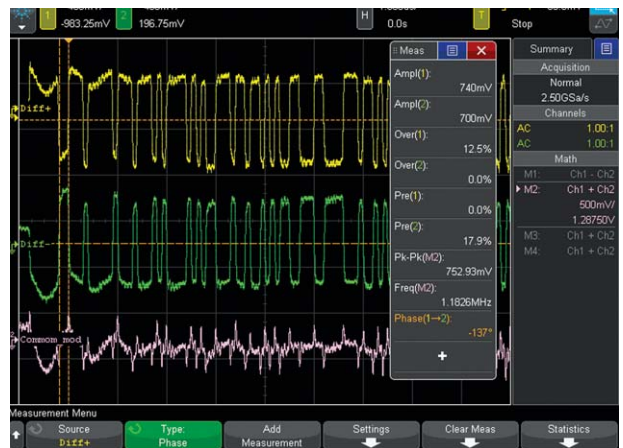 1
-983.25mV
2
196.75mV
H
0.0s
T
Stop
Meas
Ampl(1):
740mV
Ampl(2):
700mV
Over(1):
12.5%
Over(2):
0.0%
Pre(1):
0.0%
Pre(2):
17.9%
Pk-Pk(M2):
752.93mV
Freq(M2):
1.1826MHz
Phase(1→2):
-137°
+
Summary
Acquisition
Normal
2.50GSa/s
Channels
AC 1.00:1
AC 1.00:1
Math
M1: Ch1 - Ch2
M2: Ch1 + Ch2
500mV/
1.28750V
M3: Ch1 + Ch2
M4: Ch1 + Ch2
Diff+
Diff-
Commom mod
Measurement Menu
Source
Diff+
Type:
Phase
Add
Measurement
Settings
Clear Meas
Statistics